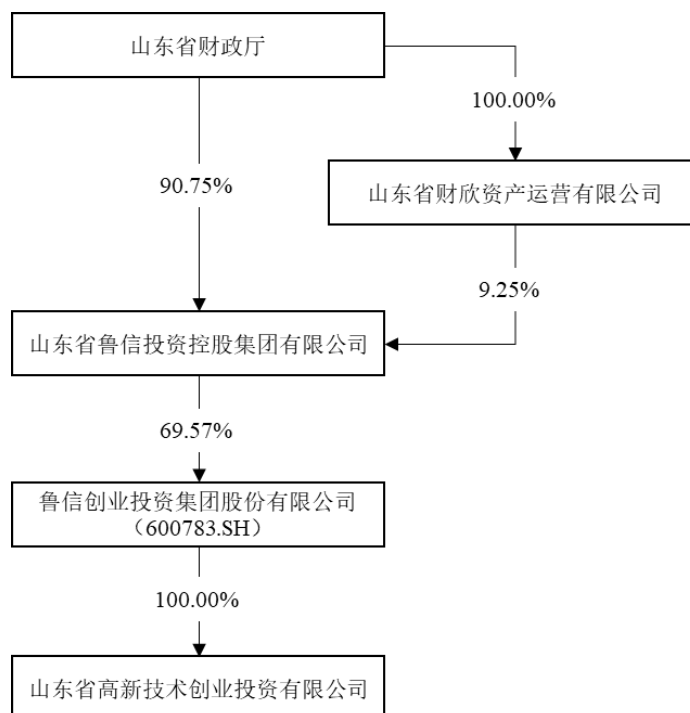 山东省财政厅
100.00%
90.75%
山东省财欣资产运营有限公司
9.25%
山东省鲁信投资控股集团有限公司
69.57%
鲁信创业投资集团股份有限公司
（600783.SH）
100.00%
山东省高新技术创业投资有限公司